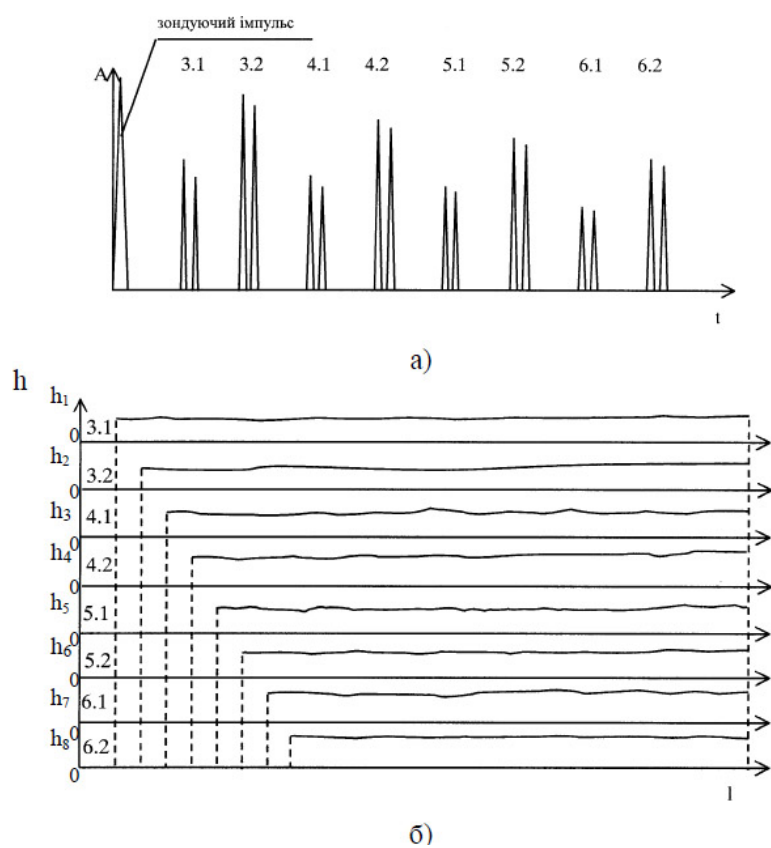 зондуючий імпульс
3.1 3.2 4.1 4.2 5.1 5.2 6.1 6.2
A
t
а)
h
h1
0 3.1
h2
0 3.2
h3
0 4.1
h4
0 4.2
h5
0 5.1
h6
0 5.2
h7
0 6.1
h8
0 6.2
0
l
б)